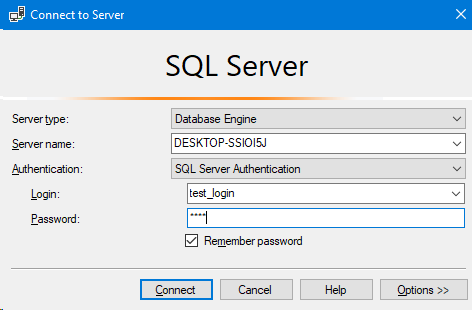 Connect to Server
SQL Server
Server type: Database Engine
Server name: DESKTOP-SSIOI5J
Authentication: SQL Server Authentication
Login: test_login
Password: ****
Remember password
Connect Cancel Help Options >>